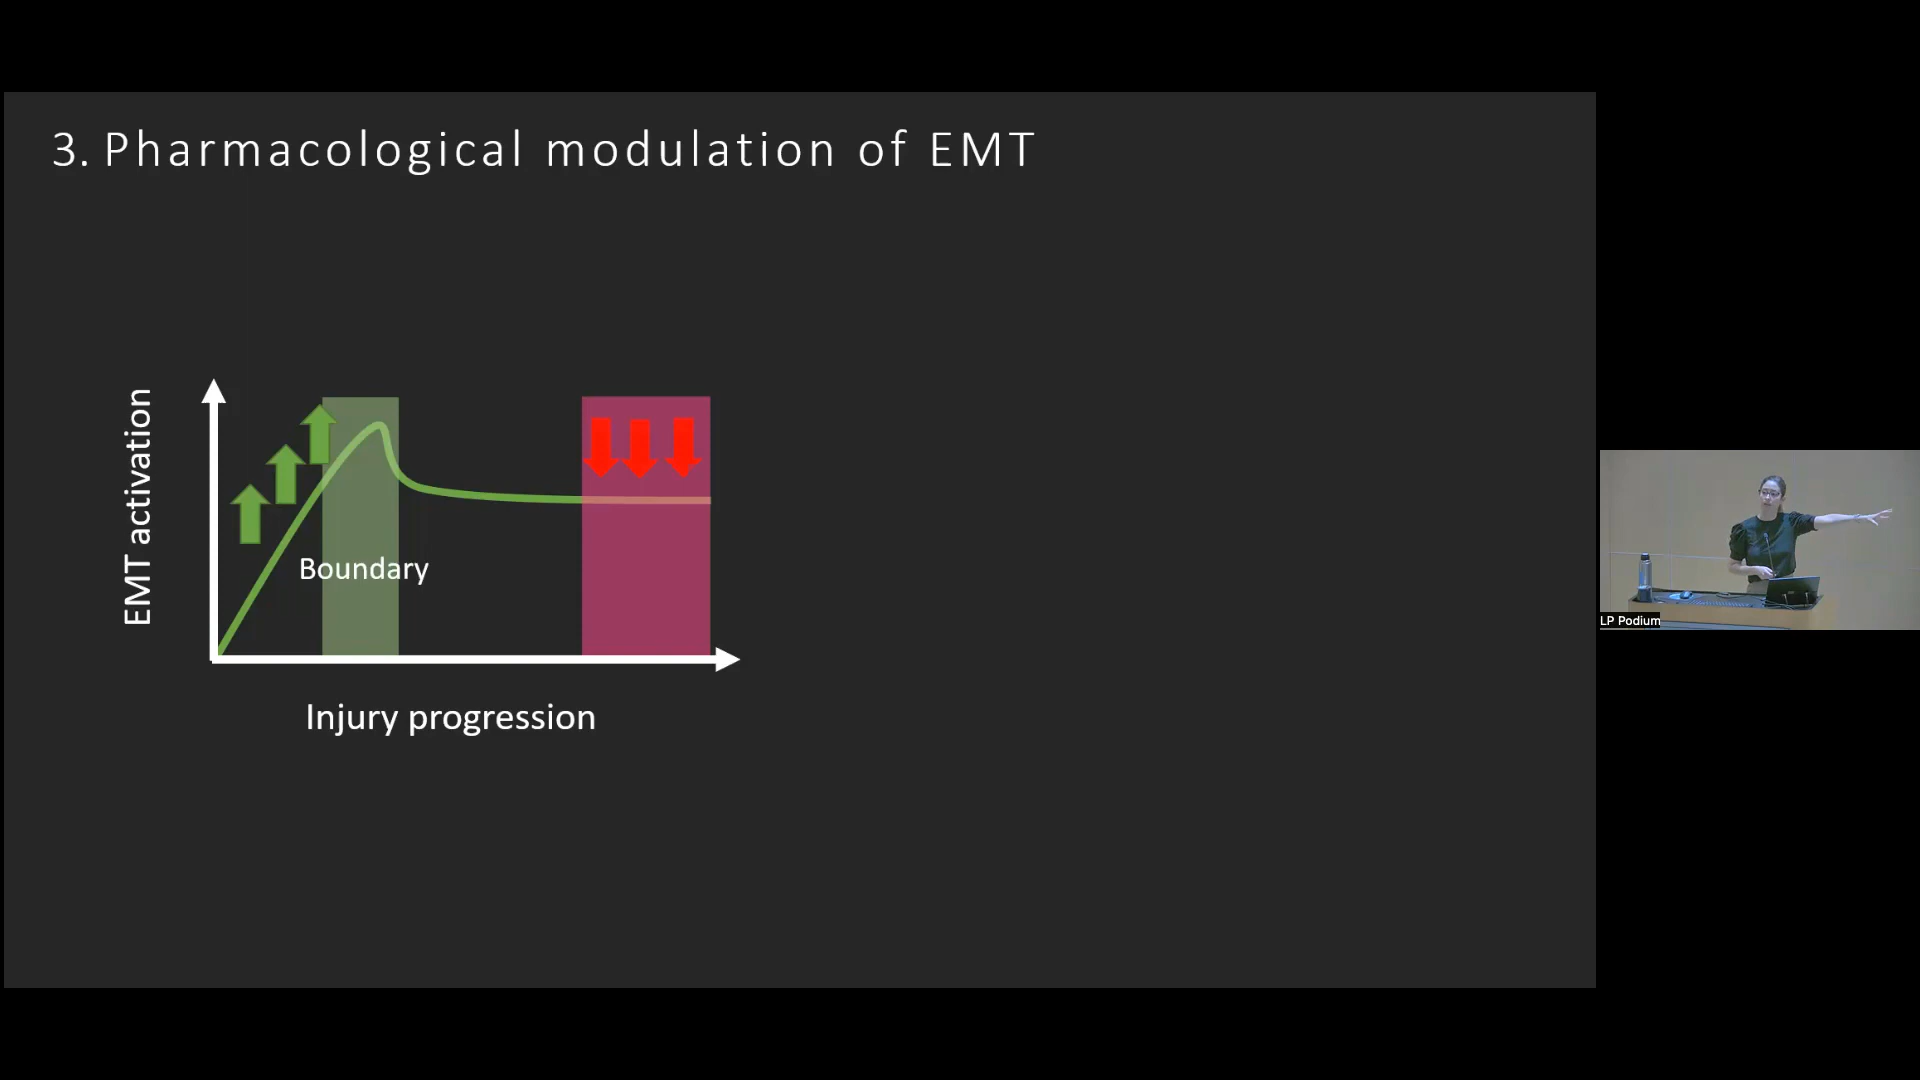 3. Pharmacological modulation of EMT
EMT activation
Boundary
Injury progression
LP Podium